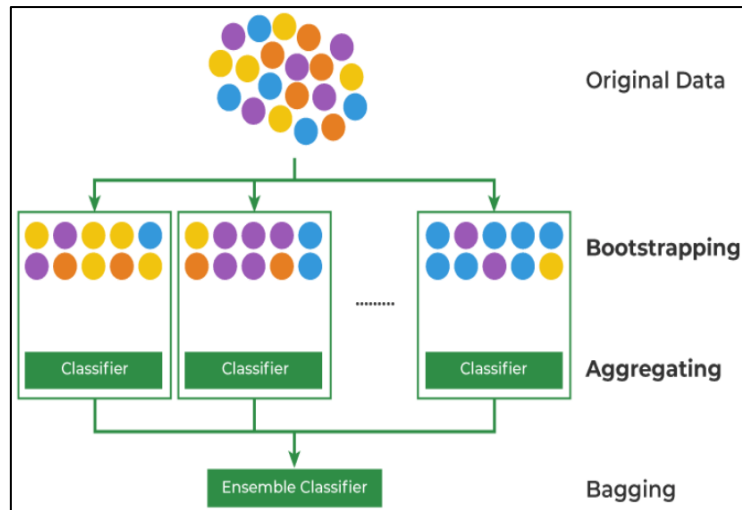 Original Data
Bootstrapping
.........
Classifier
Classifier
Classifier
Aggregating
Ensemble Classifier
Bagging